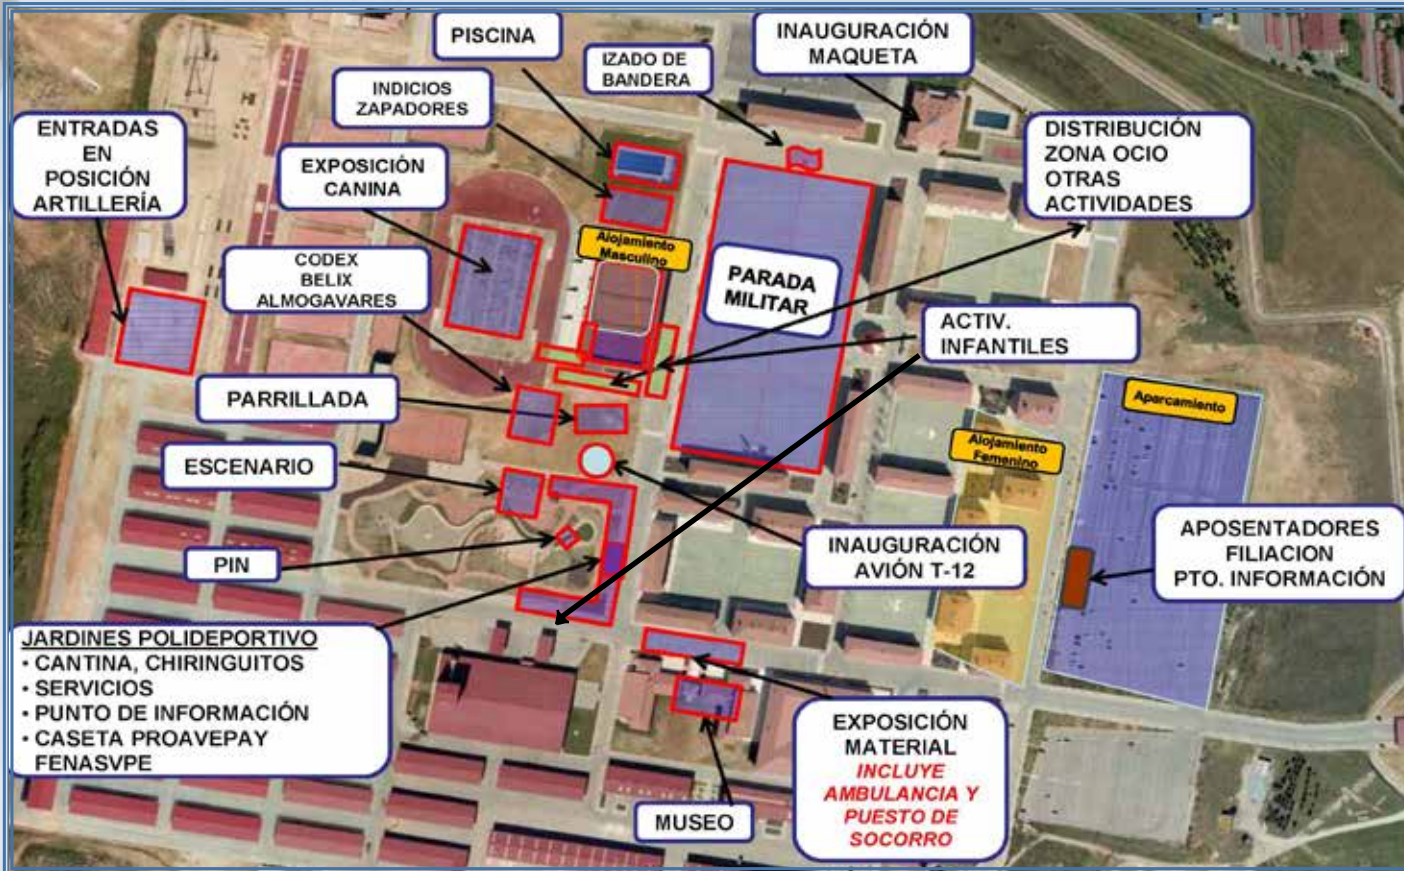 PISCINA
IZADO DE
BANDERA
INAUGURACIÓN
MAQUETA
INDICIOS
ZAPADORES
ENTRADAS
EN
POSICIÓN
ARTILLERÍA
EXPOSICIÓN
CANINA
DISTRIBUCIÓN
ZONA OCIO
OTRAS
ACTIVIDADES
Alojamiento
Masculino
CODEX
BELIX
ALMOGAVARES
PARADA
MILITAR
ACTIV.
INFANTILES
PARRILLADA
Aparcamiento
Alojamiento
Femenino
ESCENARIO
PIN
INAUGURACIÓN
AVIÓN T-12
APOSENTADORES
FILIACION
PTO. INFORMACIÓN
JARDINES POLIDEPORTIVO
• CANTINA, CHIRINGUITOS
• SERVICIOS
• PUNTO DE INFORMACIÓN
• CASETA PROAVEPAY
FENASVPE
EXPOSICIÓN
MATERIAL
INCLUYE
AMBULANCIA Y
PUESTO DE
SOCORRO
MUSEO